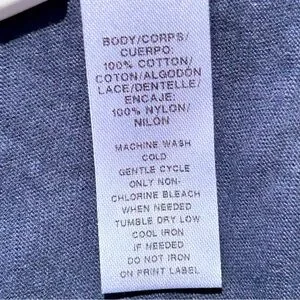 BODY/CORPS/
CUERPO:
100% COTTON/
COTON/ALGODÓN
LACE/DENTELLE/
ENCAJE:
100% NYLON/
NILÓN
MACHINE WASH
COLD
GENTLE CYCLE
ONLY NON-
CHLORINE BLEACH
WHEN NEEDED
TUMBLE DRY LOW
COOL IRON
IF NEEDED
DO NOT IRON
ON PRINT LABEL